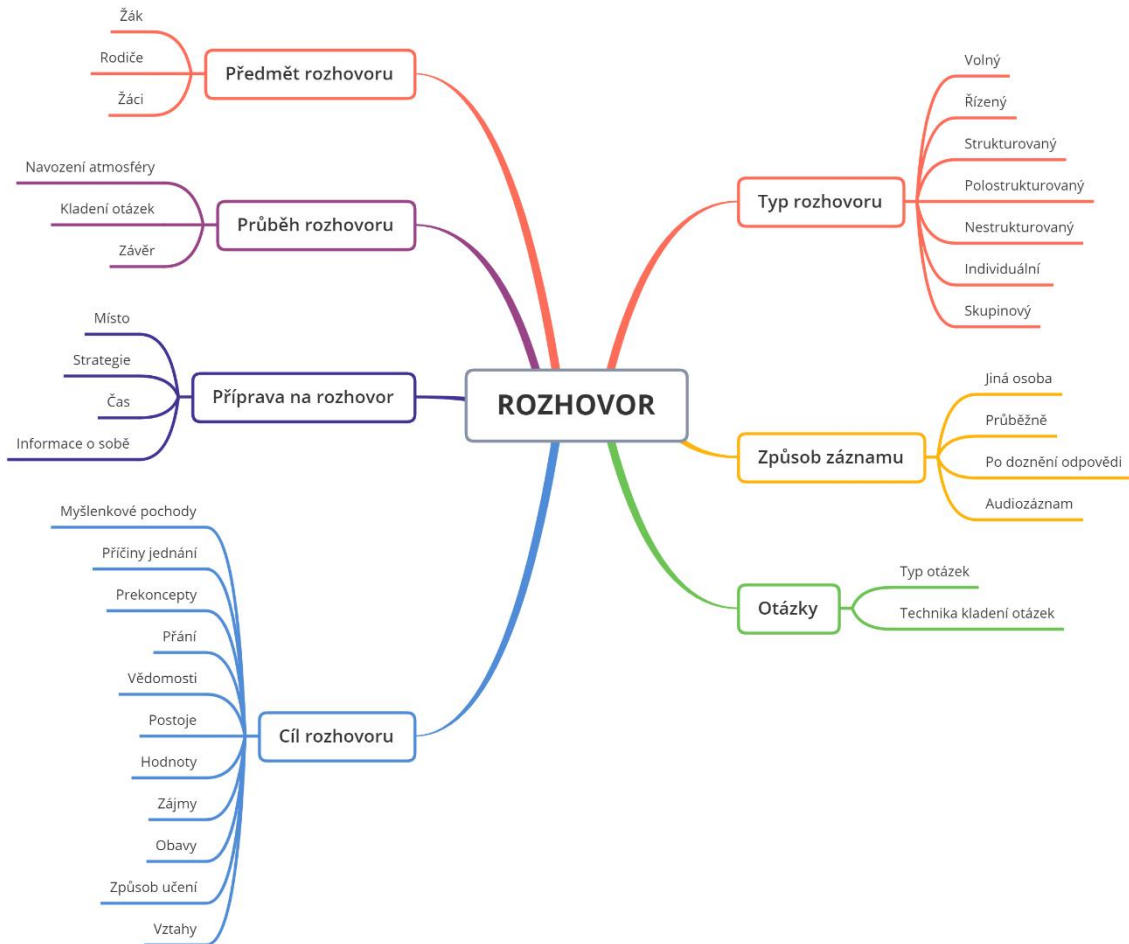 ROZHOVOR
Předmět rozhovoru
Žák
Rodiče
Žáci
Průběh rozhovoru
Navození atmosféry
Kladení otázek
Závěr
Příprava na rozhovor
Místo
Strategie
Čas
Informace o sobě
Cíl rozhovoru
Myšlenkové pochody
Příčiny jednání
Prekoncepty
Přání
Vědomosti
Postoje
Hodnoty
Zájmy
Obavy
Způsob učení
Vztahy
Typ rozhovoru
Volný
Řízený
Strukturovaný
Polostrukturovaný
Nestrukturovaný
Individuální
Skupinový
Způsob záznamu
Jiná osoba
Průběžně
Po doznění odpovědi
Audiozáznam
Otázky
Typ otázek
Technika kladení otázek